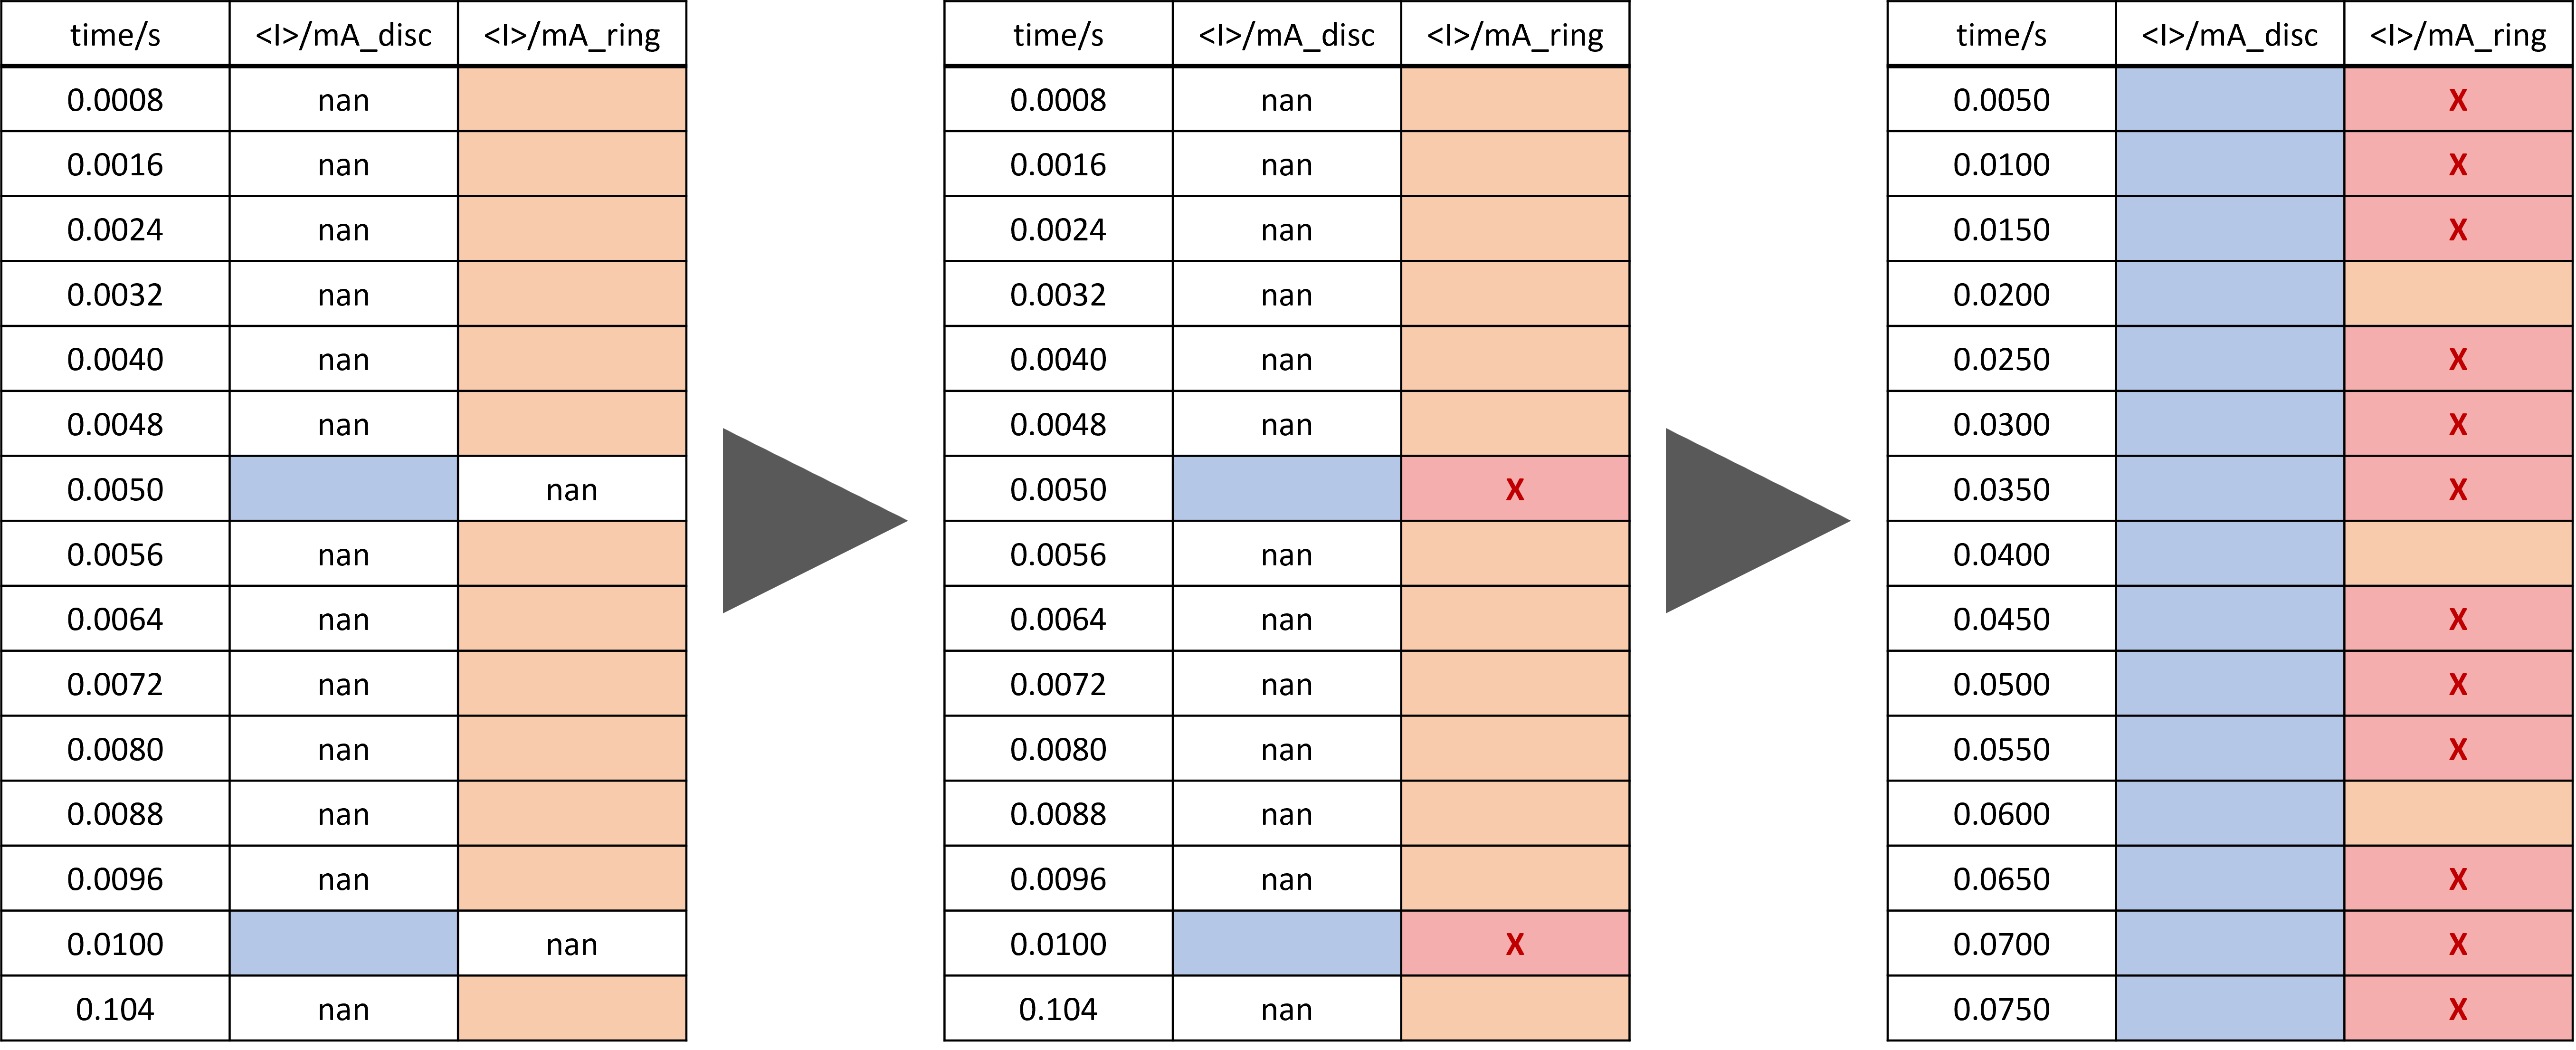 time/s <I>/mA_disc <I>/mA_ring
0.0008 nan
0.0016 nan
0.0024 nan
0.0032 nan
0.0040 nan
0.0048 nan
0.0050 nan
0.0056 nan
0.0064 nan
0.0072 nan
0.0080 nan
0.0088 nan
0.0096 nan
0.0100 nan
0.104 nan
time/s <I>/mA_disc <I>/mA_ring
0.0008 nan
0.0016 nan
0.0024 nan
0.0032 nan
0.0040 nan
0.0048 nan
0.0050 X
0.0056 nan
0.0064 nan
0.0072 nan
0.0080 nan
0.0088 nan
0.0096 nan
0.0100 X
0.104 nan
time/s <I>/mA_disc <I>/mA_ring
0.0050 X
0.0100 X
0.0150 X
0.0200
0.0250 X
0.0300 X
0.0350 X
0.0400
0.0450 X
0.0500 X
0.0550 X
0.0600
0.0650 X
0.0700 X
0.0750 X